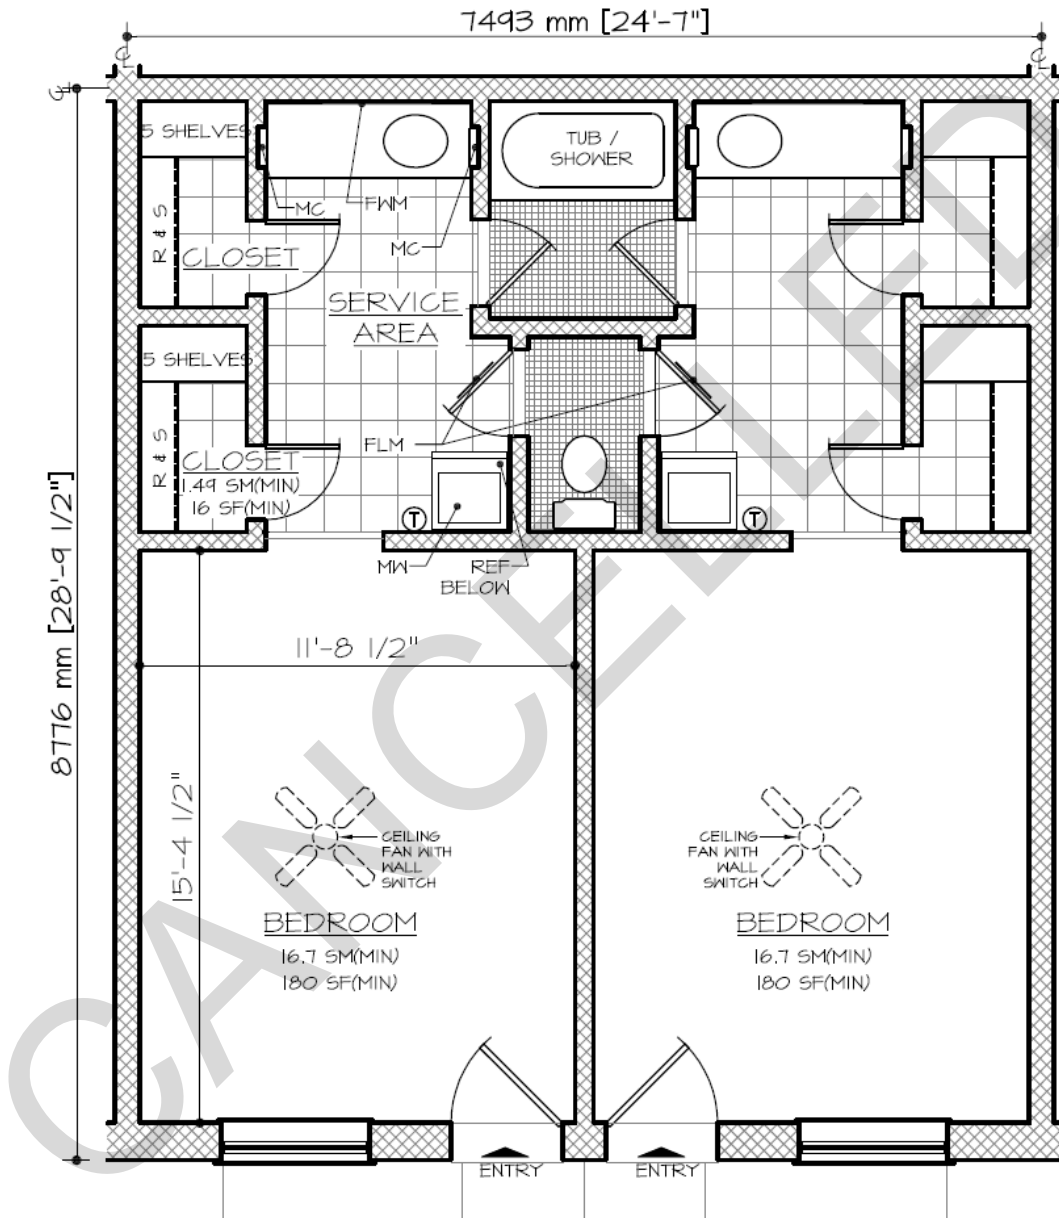 7493 mm [24'-7"]
℄
℄
℄
5 SHELVES
TUB /
SHOWER
MC
FWM
MC
R & S
CLOSET
SERVICE
AREA
5 SHELVES
FLM
R & S
CLOSET
1.49 SM(MIN)
16 SF(MIN)
T
T
MW
REF
BELOW
8776 mm [28'-9 1/2"]
11'-8 1/2"
15'-4 1/2"
CEILING
FAN WITH
WALL
SWITCH
CEILING
FAN WITH
WALL
SWITCH
BEDROOM
16.7 SM(MIN)
180 SF(MIN)
BEDROOM
16.7 SM(MIN)
180 SF(MIN)
ENTRY
ENTRY
CANCELLED